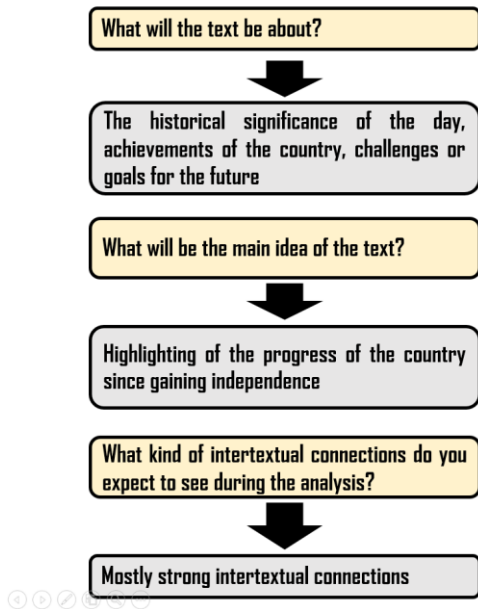 What will the text be about?
The historical significance of the day,
achievements of the country, challenges or
goals for the future
What will be the main idea of the text?
Highlighting of the progress of the country
since gaining independence
What kind of intertextual connections do you
expect to see during the analysis?
Mostly strong intertextual connections